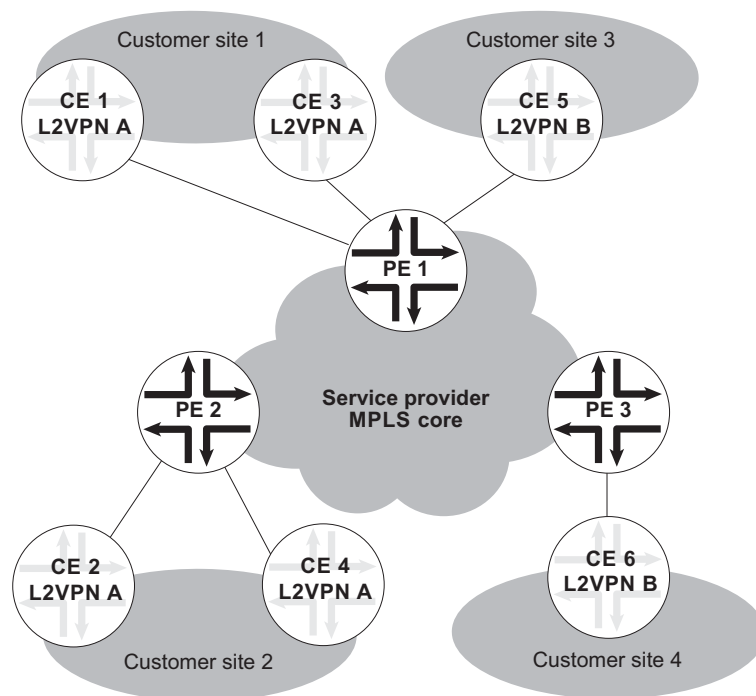 Customer site 1
Customer site 3
CE 1
L2VPN A
CE 3
L2VPN A
CE 5
L2VPN B
PE 1
Service provider
MPLS core
PE 2
PE 3
CE 2
L2VPN A
CE 4
L2VPN A
CE 6
L2VPN B
Customer site 2
Customer site 4